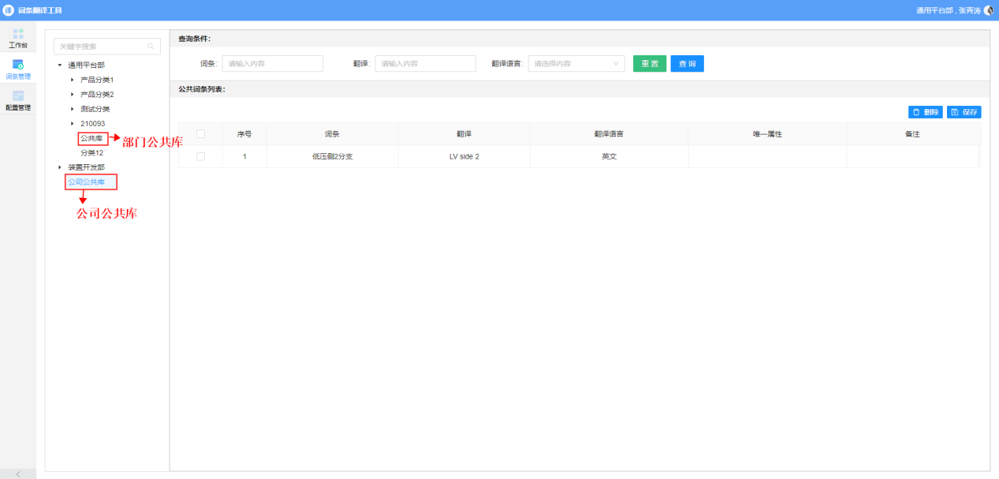 译 词条翻译工具
通用平台部 , 张青涛
工作台
词条管理
配置管理
关键字搜索
通用平台部
产品分类1
产品分类2
测试分类
210093
公共库
部门公共库
分类12
装置开发部
公司公共库
公司公共库
查询条件:
词条: 请输入内容 翻译: 请输入内容 翻译语言: 请选择内容 重 置 查 询
公共词条列表:
删除 保存
序号 词条 翻译 翻译语言 唯一属性 备注
1 低压侧2分支 LV side 2 英文